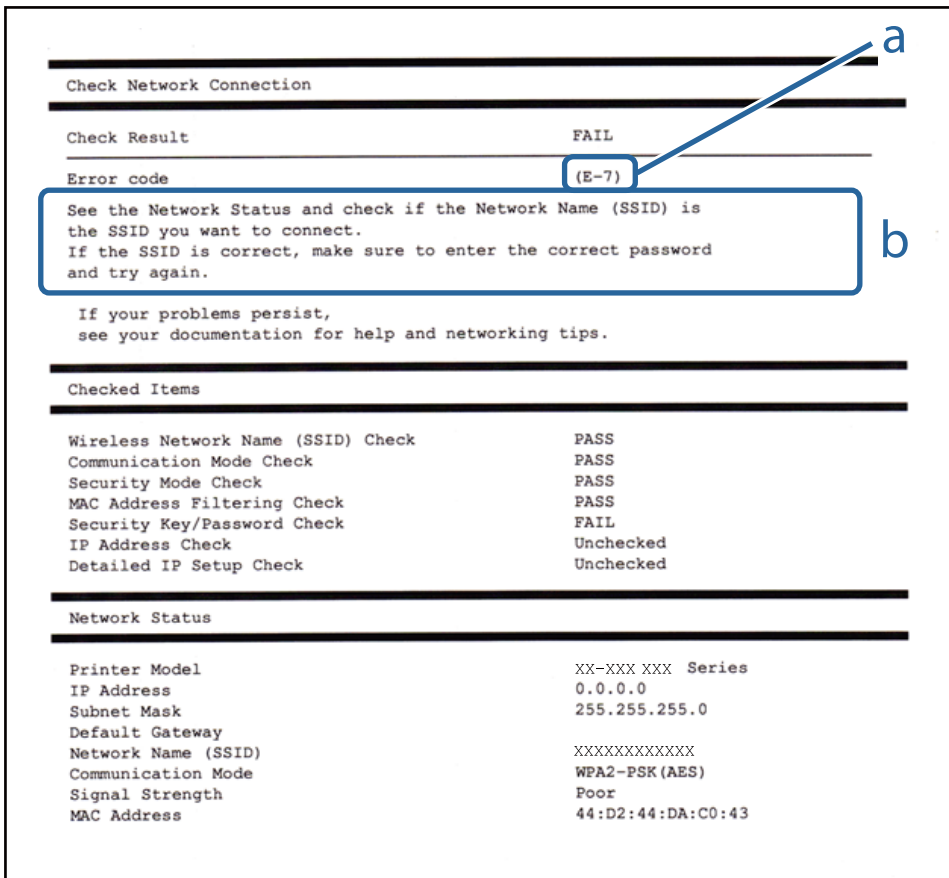 a
Check Network Connection
Check Result FAIL
Error code (E-7)
See the Network Status and check if the Network Name (SSID) is
the SSID you want to connect.
If the SSID is correct, make sure to enter the correct password
and try again.
b
If your problems persist,
see your documentation for help and networking tips.
Checked Items
Wireless Network Name (SSID) Check PASS
Communication Mode Check PASS
Security Mode Check PASS
MAC Address Filtering Check PASS
Security Key/Password Check FAIL
IP Address Check Unchecked
Detailed IP Setup Check Unchecked
Network Status
Printer Model XX-XXX XXX Series
IP Address 0.0.0.0
Subnet Mask 255.255.255.0
Default Gateway
Network Name (SSID) XXXXXXXXXXXX
Communication Mode WPA2-PSK(AES)
Signal Strength Poor
MAC Address 44:D2:44:DA:C0:43